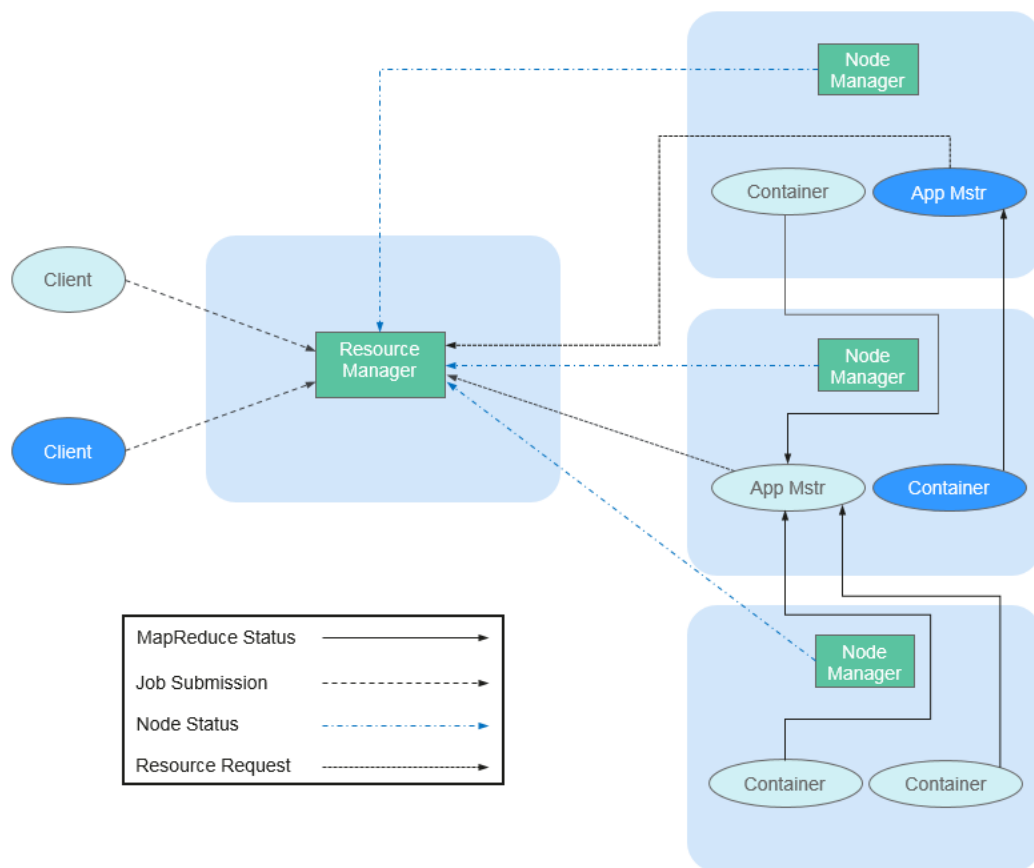 Node
Manager
Container
App Mstr
Client
Resource
Manager
Node
Manager
Client
App Mstr
Container
MapReduce Status
Job Submission
Node Status
Resource Request
Node
Manager
Container
Container